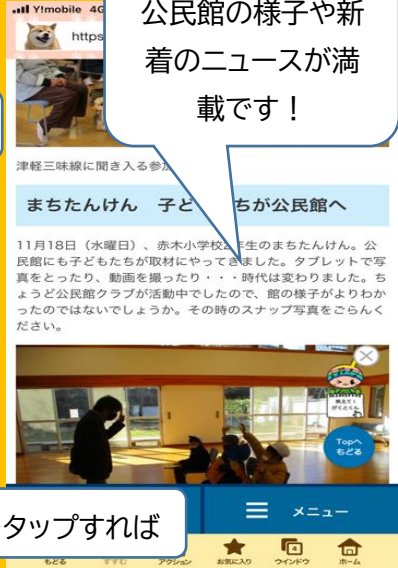 Y!mobile 4G
https
公民館の様子や新
着のニュースが満
載です！
津軽三味線に聞き入る参加
まちたんけん 子ど ちが公民館へ
11月18日（水曜日）、赤木小学校2年生のまちたんけん。公
民館にも子どもたちが取材にやってきました。タブレットで写
真をとったり、動画を撮ったり・・・時代は変わりました。ち
ょうど公民館クラブが活動中でしたので、館の様子がよりわか
ったのではないでしょうか。その時のスナップ写真をごらんく
ださい。
教えて！
がくとくん
Topへ
もどる
タップすれば
メニュー
もどる
すすむ
アクション
お気に入り
4
ウインドウ
ホーム